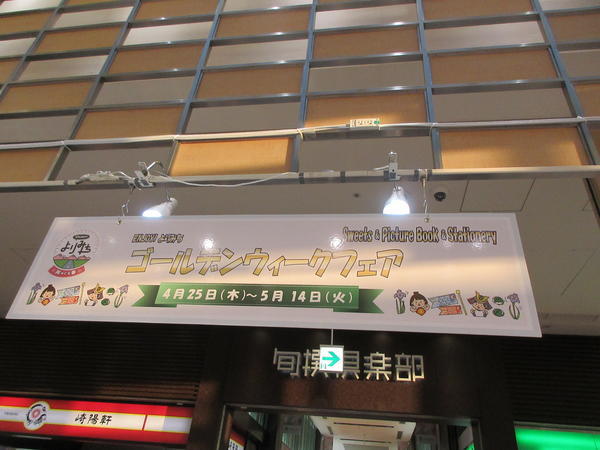 ENJOY よりみち
Sweets & Picture Book & Stationary
よりみち
ゴールデンウィークフェア
4月25日(木)～5月14日(火)
旬撰倶楽部
崎陽軒